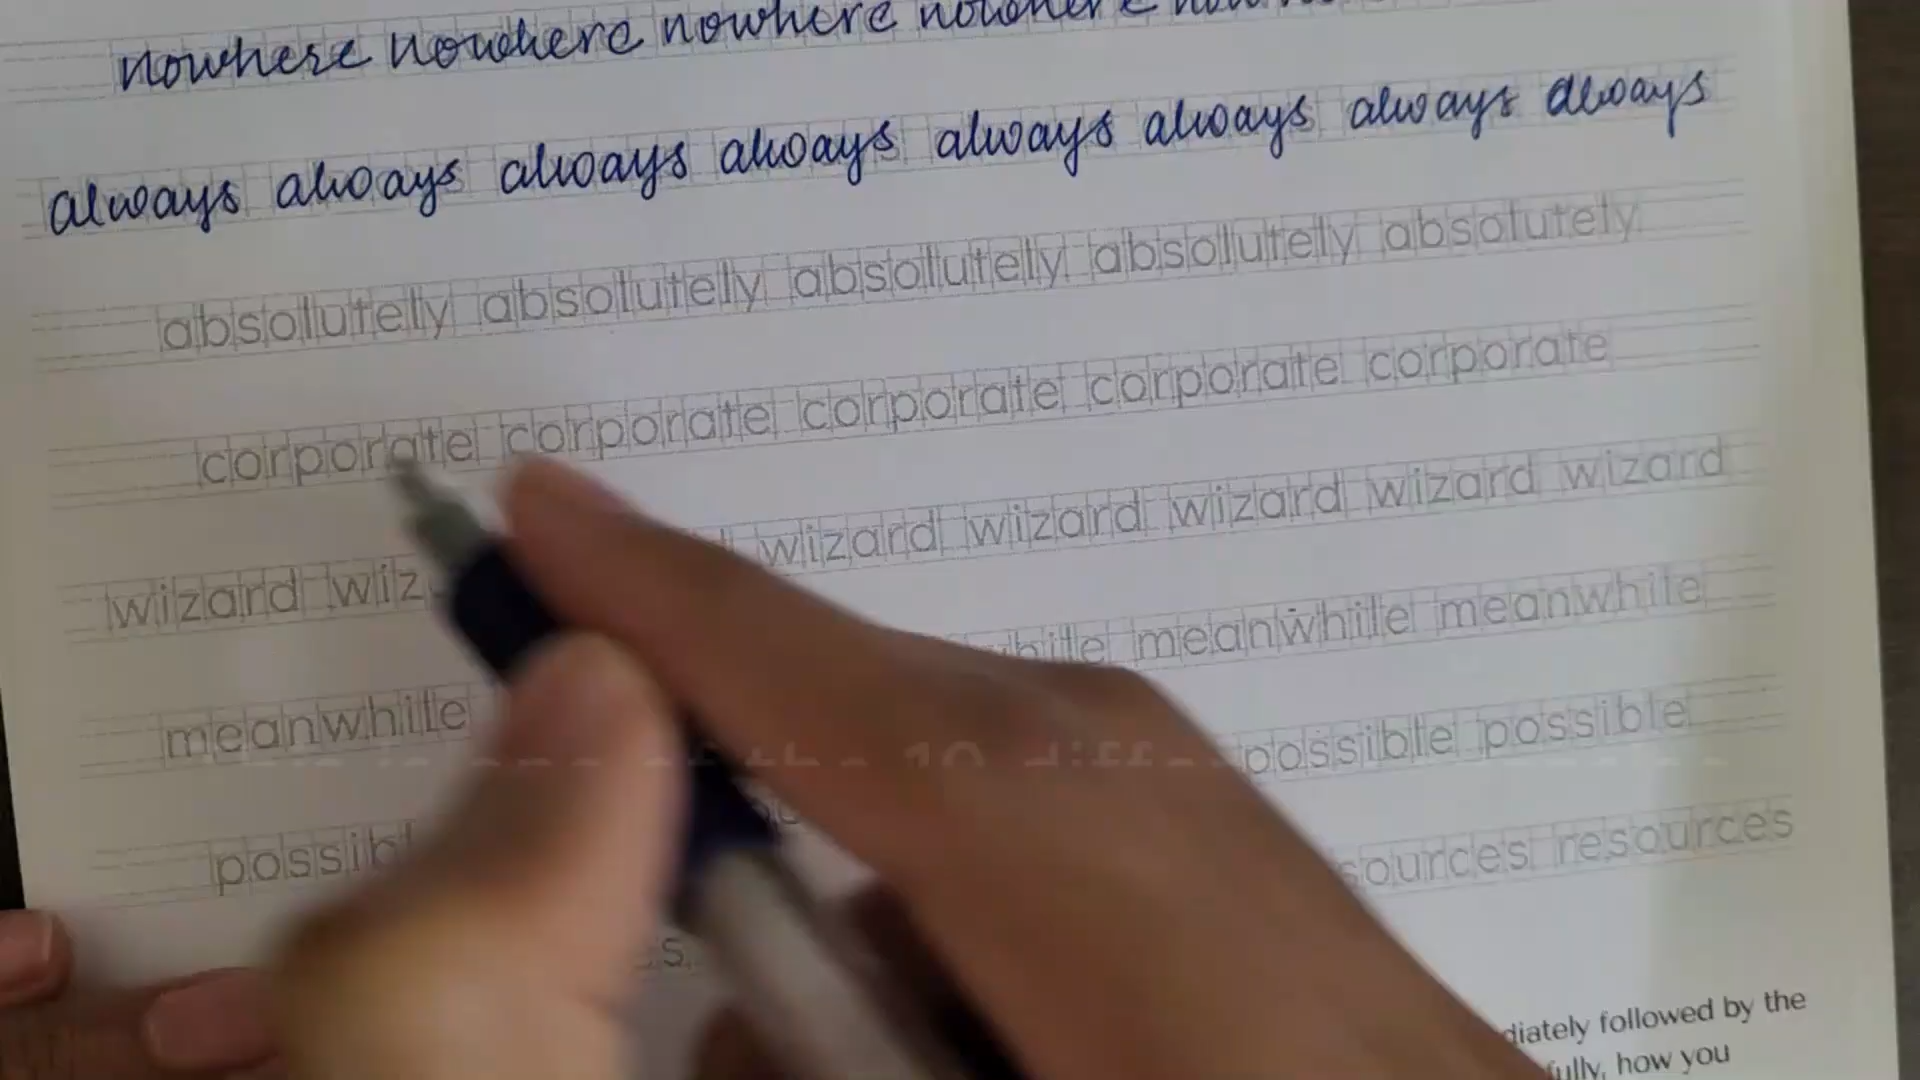 nowhere nowhere nowhere nowhere
always always always always always always always always
absolutely absolutely absolutely absolutely absolutely
corporate corporate corporate corporate corporate
wizard wizard wizard wizard wizard wizard
meanwhile meanwhile meanwhile
possible possible
resources
diately followed by the
how you